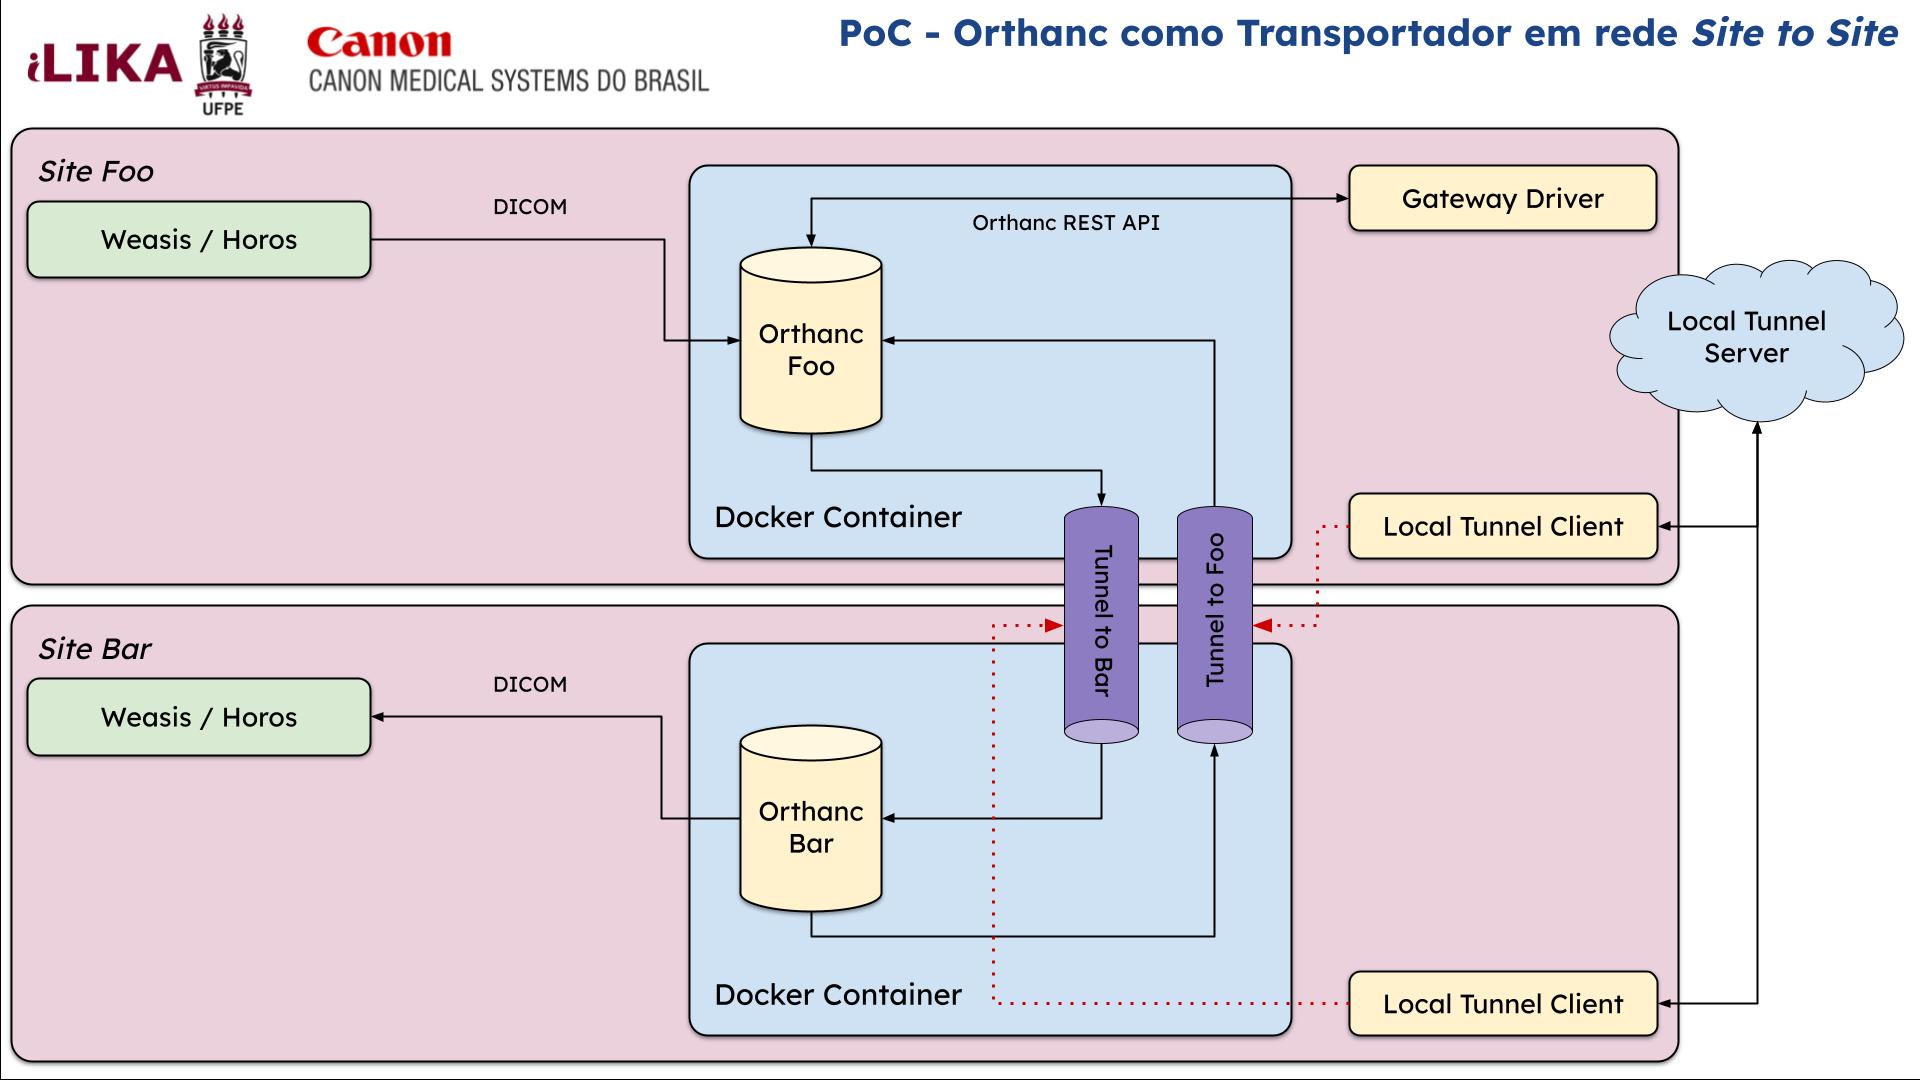 iLIKA
VIRTUS IMPAVIDA
UFPE
Canon
CANON MEDICAL SYSTEMS DO BRASIL
PoC - Orthanc como Transportador em rede Site to Site
Site Foo
Weasis / Horos
DICOM
Orthanc REST API
Gateway Driver
Orthanc
Foo
Local Tunnel
Server
Docker Container
Local Tunnel Client
Tunnel to Bar
Tunnel to Foo
Site Bar
Weasis / Horos
DICOM
Orthanc
Bar
Docker Container
Local Tunnel Client